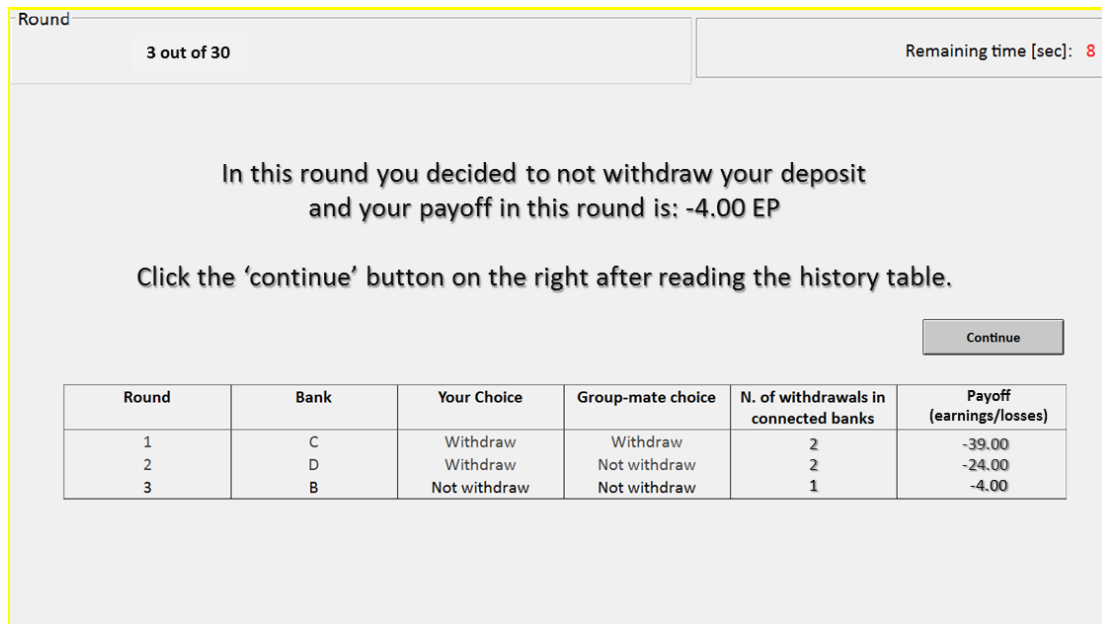 Round
3 out of 30
Remaining time [sec]: 8
In this round you decided to not withdraw your deposit
and your payoff in this round is: -4.00 EP
Click the ‘continue’ button on the right after reading the history table.
Continue
Round Bank Your Choice Group-mate choice N. of withdrawals in connected banks Payoff (earnings/losses)
1 C Withdraw Withdraw 2 -39.00
2 D Withdraw Not withdraw 2 -24.00
3 B Not withdraw Not withdraw 1 -4.00